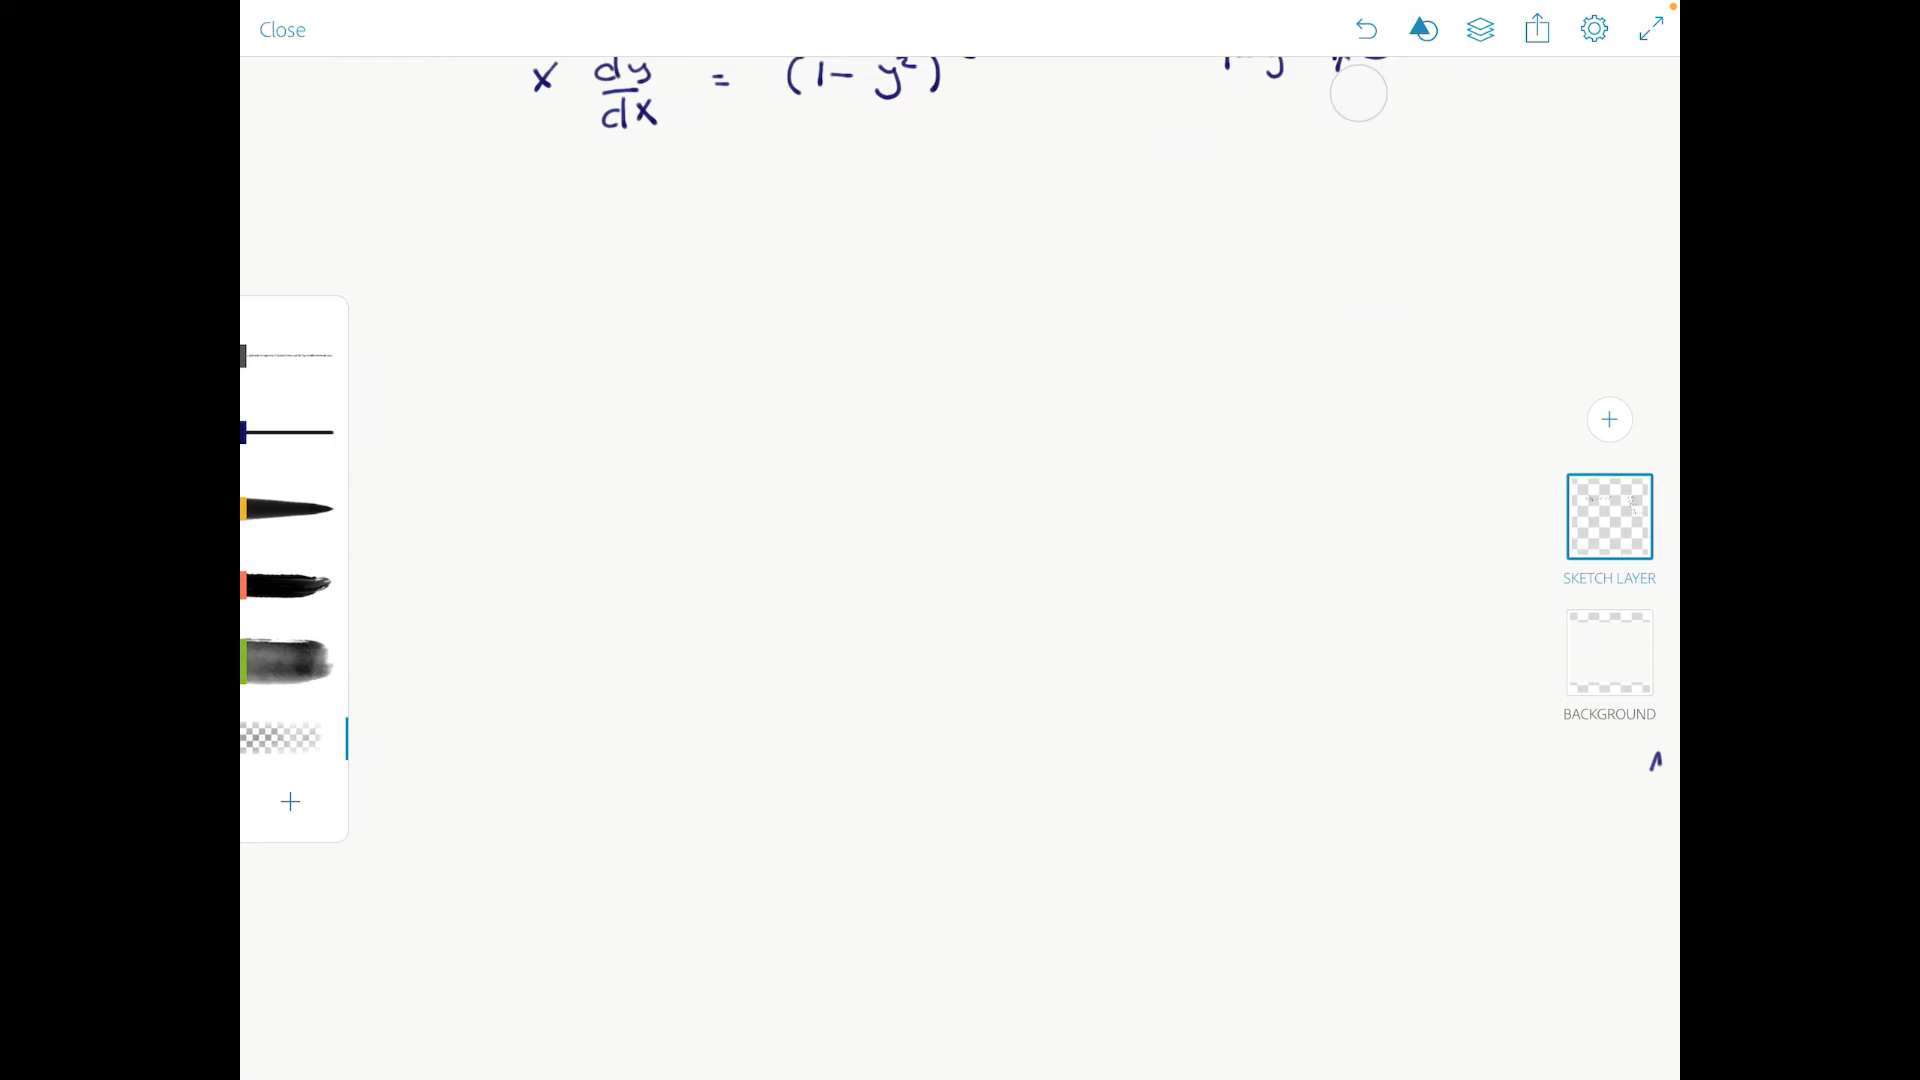 Close
x dy/dx = (1 - y²)
SKETCH LAYER
BACKGROUND